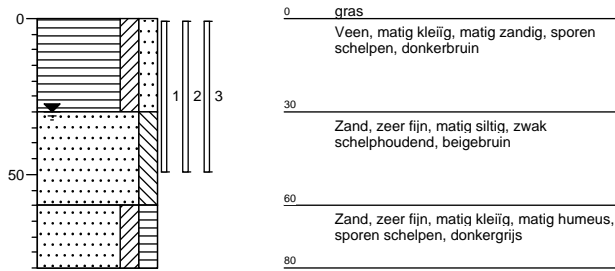 0
50
1 2 3
0 gras
Veen, matig kleiïg, matig zandig, sporen
schelpen, donkerbruin
30
Zand, zeer fijn, matig siltig, zwak
schelphoudend, beigebruin
60
Zand, zeer fijn, matig kleiïg, matig humeus,
sporen schelpen, donkergrijs
80